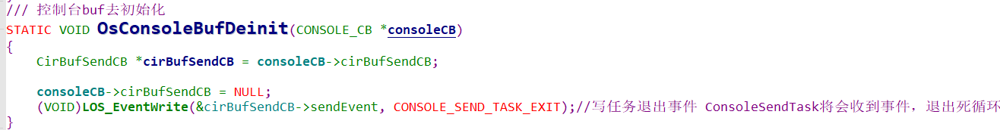 /// 控制台buf去初始化
STATIC VOID OsConsoleBufDeinit(CONSOLE_CB *consoleCB)
{
    CirBufSendCB *cirBufSendCB = consoleCB->cirBufSendCB;
    consoleCB->cirBufSendCB = NULL;
    (VOID)LOS_EventWrite(&cirBufSendCB->sendEvent, CONSOLE_SEND_TASK_EXIT);//写任务退出事件 ConsoleSendTask将会收到事件，退出死循环
}